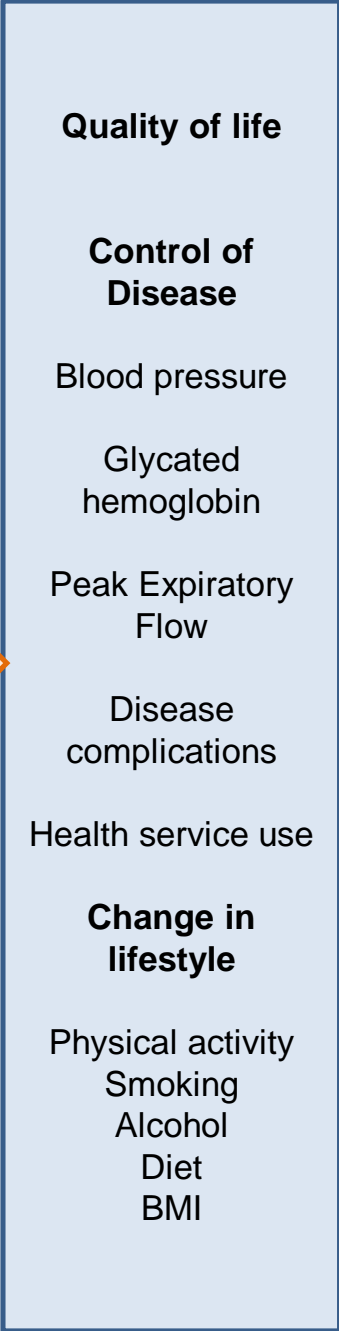 Quality of life
Control of
Disease
Blood pressure
Glycated
hemoglobin
Peak Expiratory
Flow
Disease
complications
Health service use
Change in
lifestyle
Physical activity
Smoking
Alcohol
Diet
BMI